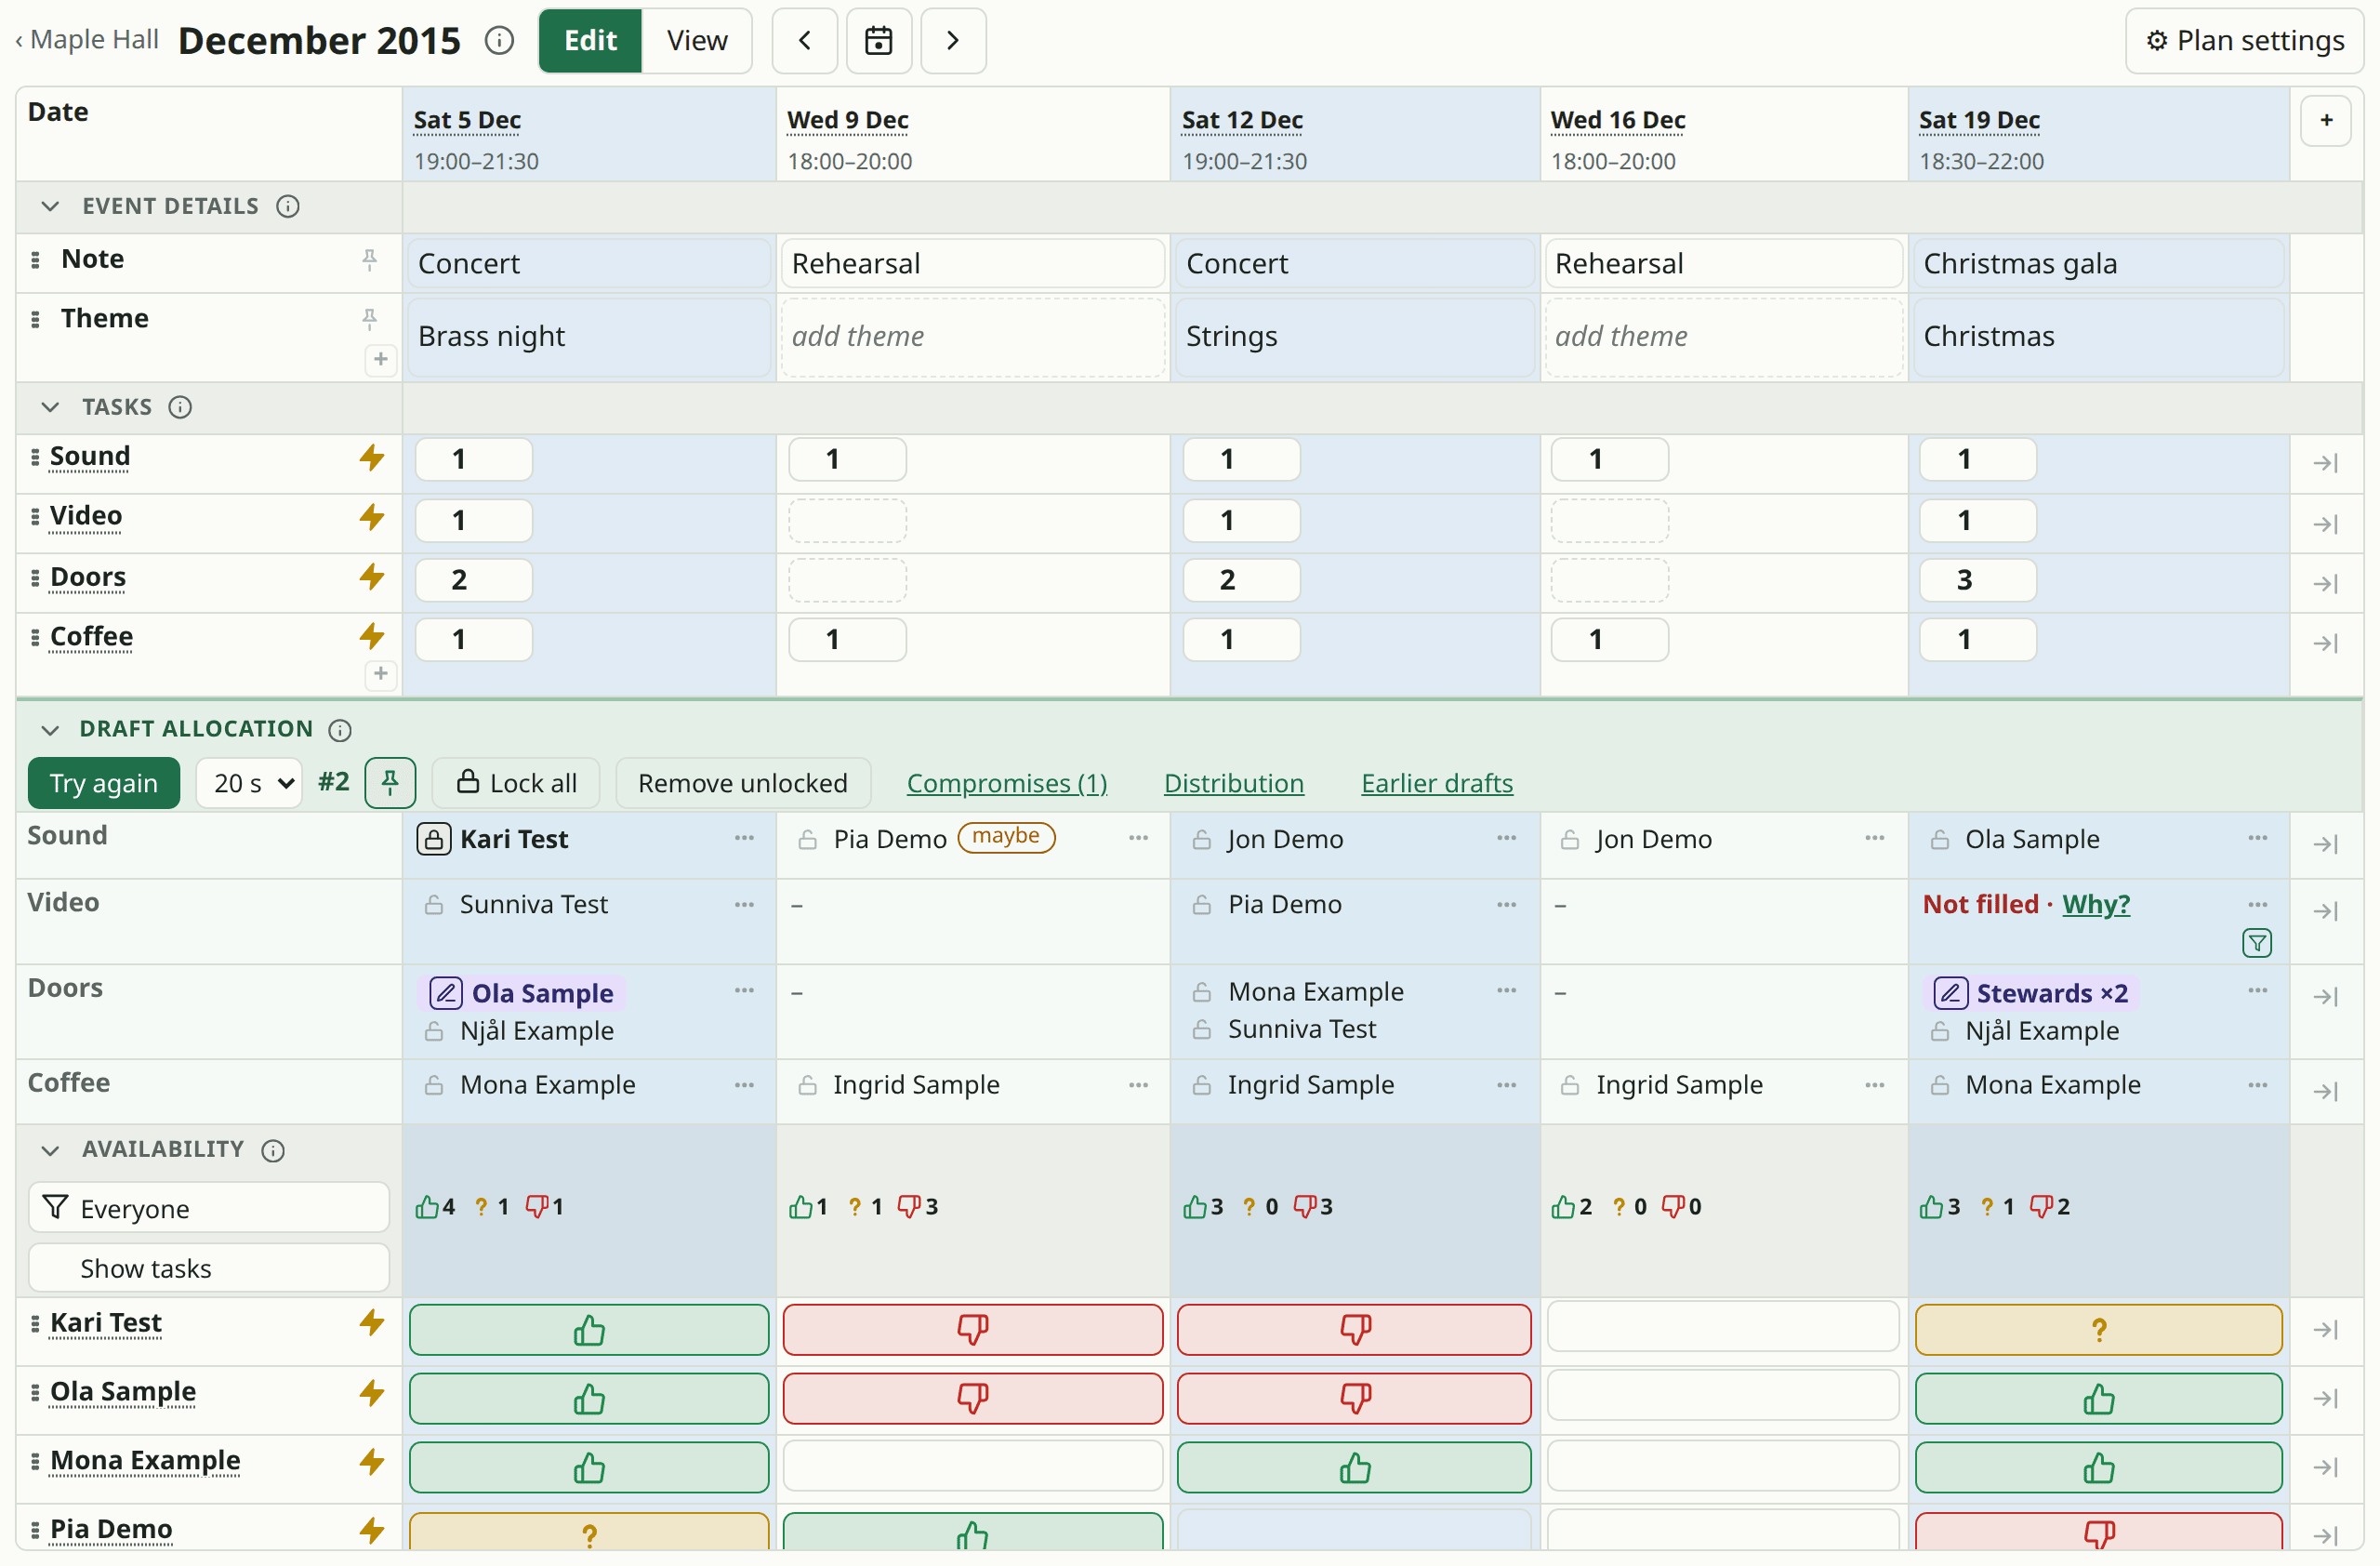 ‹ Maple Hall December 2015 Edit View ⚙ Plan settings
Date Sat 5 Dec Wed 9 Dec Sat 12 Dec Wed 16 Dec Sat 19 Dec +
19:00–21:30 18:00–20:00 19:00–21:30 18:00–20:00 18:30–22:00
EVENT DETAILS
Note Concert Rehearsal Concert Rehearsal Christmas gala
Theme Brass night add theme Strings add theme Christmas
+
TASKS
Sound 1 1 1 1 1
Video 1 1 1
Doors 2 2 3
Coffee 1 1 1 1 1
+
DRAFT ALLOCATION
Try again 20 s #2 Lock all Remove unlocked Compromises (1) Distribution Earlier drafts
Sound Kari Test Pia Demo maybe Jon Demo Jon Demo Ola Sample
Video Sunniva Test – Pia Demo – Not filled · Why?
Doors Ola Sample – Mona Example – Stewards ×2
Njål Example Sunniva Test Njål Example
Coffee Mona Example Ingrid Sample Ingrid Sample Ingrid Sample Mona Example
AVAILABILITY
Everyone 4 ? 1 1 1 ? 1 3 3 ? 0 3 2 ? 0 0 3 ? 1 2
Show tasks
Kari Test ?
Ola Sample
Mona Example
Pia Demo ?